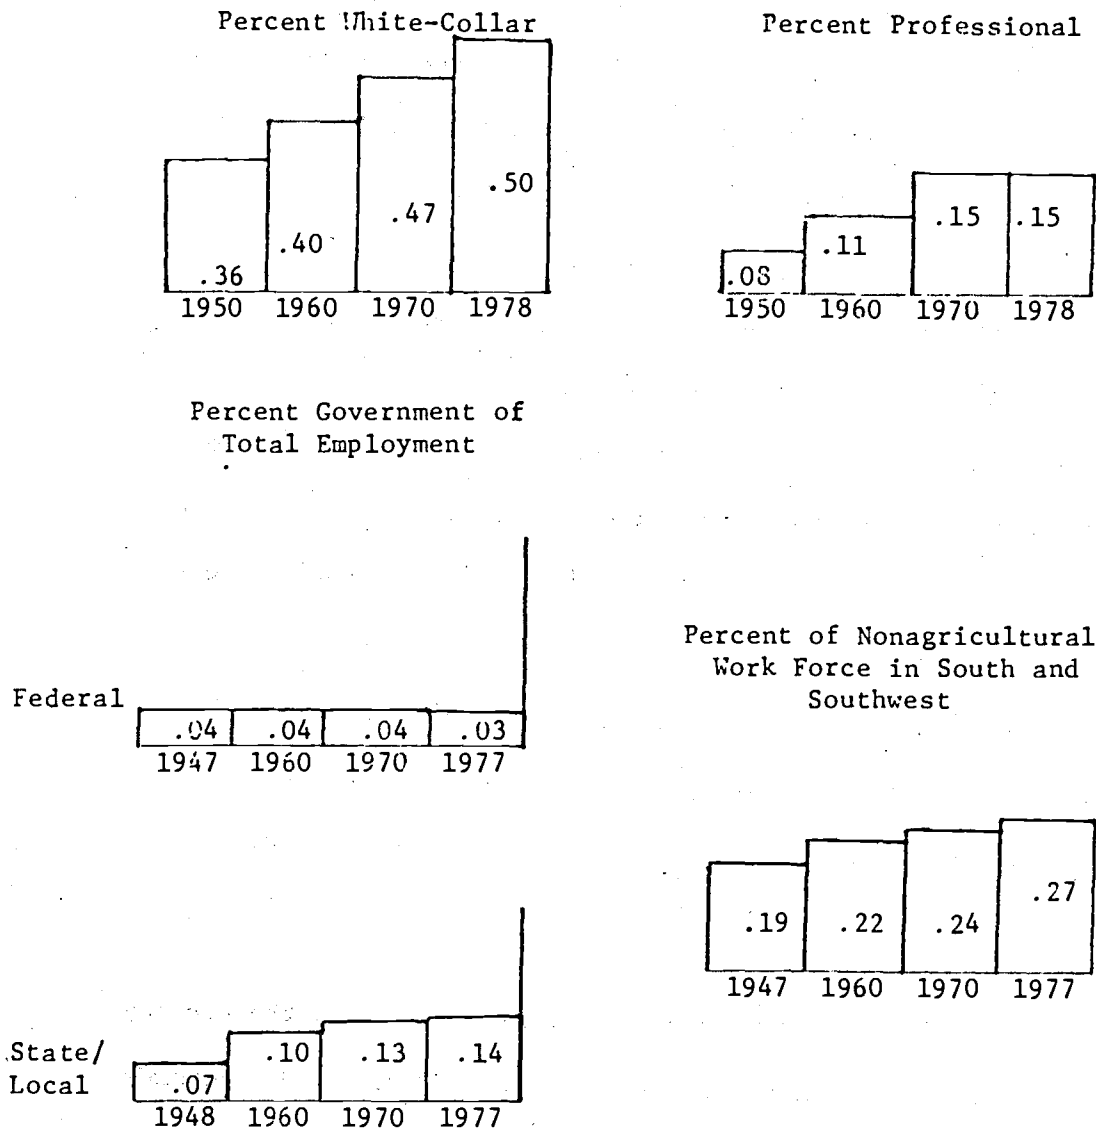 Percent White-Collar
.36 .40 .47 .50
1950 1960 1970 1978
Percent Professional
.08 .11 .15 .15
1950 1960 1970 1978
Percent Government of
Total Employment
Federal
.04 .04 .04 .03
1947 1960 1970 1977
State/
Local
.07 .10 .13 .14
1948 1960 1970 1977
Percent of Nonagricultural
Work Force in South and
Southwest
.19 .22 .24 .27
1947 1960 1970 1977